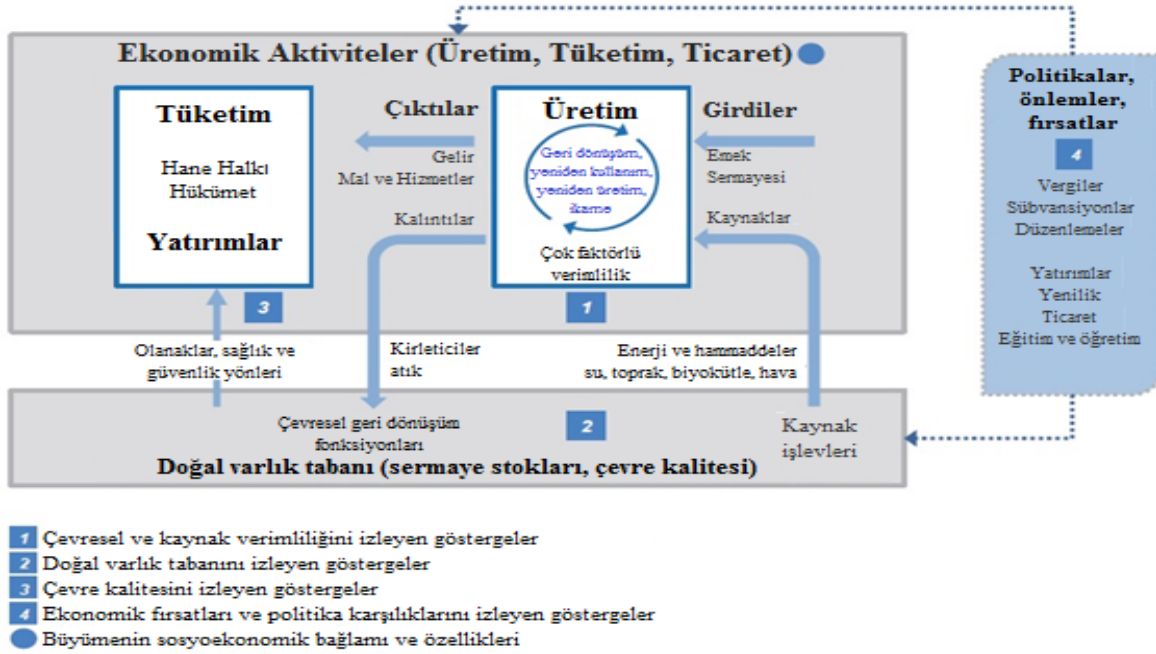 Ekonomik Aktiviteler (Üretim, Tüketim, Ticaret)
Tüketim
Hane Halkı
Hükümet
Yatırımlar
3
Çıktılar
Gelir
Mal ve Hizmetler
Kalıntılar
Üretim
Geri dönüşüm,
yeniden kullanım,
yeniden üretim,
ikame
Çok faktörlü
verimlilik
1
Girdiler
Emek
Sermayesi
Kaynaklar
Politikalar,
önlemler,
fırsatlar
4
Vergiler
Sübvansiyonlar
Düzenlemeler
Yatırımlar
Yenilik
Ticaret
Eğitim ve öğretim
Olanaklar, sağlık ve
güvenlik yönleri
Kirleticiler
atık
Enerji ve hammaddeler
su, toprak, biyokütle, hava
Çevresel geri dönüşüm
fonksiyonları
2
Kaynak
işlevleri
Doğal varlık tabanı (sermaye stokları, çevre kalitesi)
1 Çevresel ve kaynak verimliliğini izleyen göstergeler
2 Doğal varlık tabanını izleyen göstergeler
3 Çevre kalitesini izleyen göstergeler
4 Ekonomik fırsatları ve politika karşılıklarını izleyen göstergeler
Büyümenin sosyoekonomik bağlamı ve özellikleri